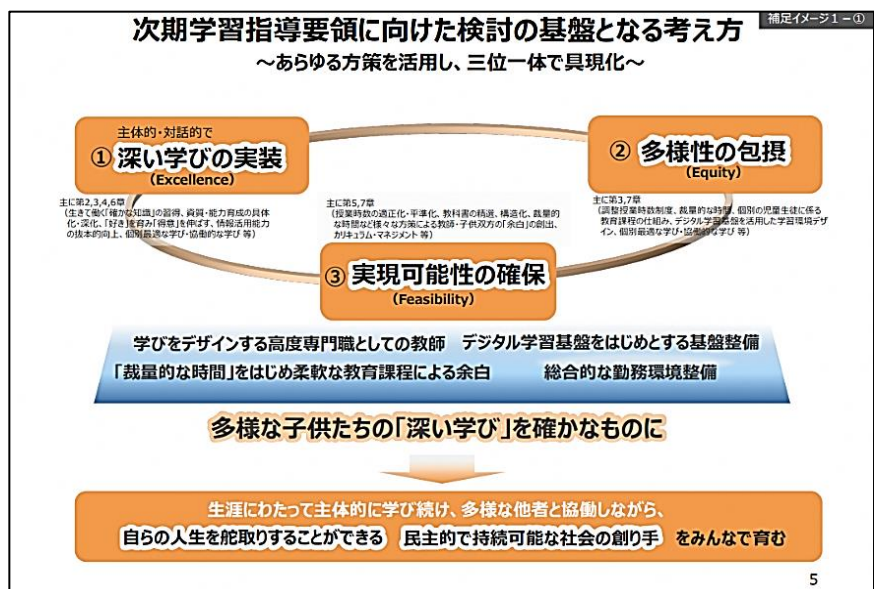 補足イメージ1-①
次期学習指導要領に向けた検討の基盤となる考え方
～あらゆる方策を活用し、三位一体で具現化～
主体的・対話的で
① 深い学びの実装
(Excellence)
② 多様性の包摂
(Equity)
主に第2,3,4,6章
(生きて働く「確かな知識」の習得、資質・能力育成の具体
化・深化、「好き」を育み「得意」を伸ばす、情報活用能力
の抜本的向上、個別最適な学び・協働的な学び 等)
主に第5,7章
(授業時数の適正化・平準化、教科書の精選、構造化、裁量的
な時間など様々な方策による教師・子供双方の「余白」の創出、
カリキュラム・マネジメント 等)
主に第3,7章
(調整授業時数制度、裁量的な時間、個別の児童生徒に係る
教育課程の仕組み、デジタル学習基盤を活用した学習環境デ
ザイン、個別最適な学び・協働的な学び 等)
③ 実現可能性の確保
(Feasibility)
学びをデザインする高度専門職としての教師 デジタル学習基盤をはじめとする基盤整備
「裁量的な時間」をはじめ柔軟な教育課程による余白 総合的な勤務環境整備
多様な子供たちの「深い学び」を確かなものに
生涯にわたって主体的に学び続け、多様な他者と協働しながら、
自らの人生を舵取りすることができる 民主的で持続可能な社会の創り手 をみんなで育む
5